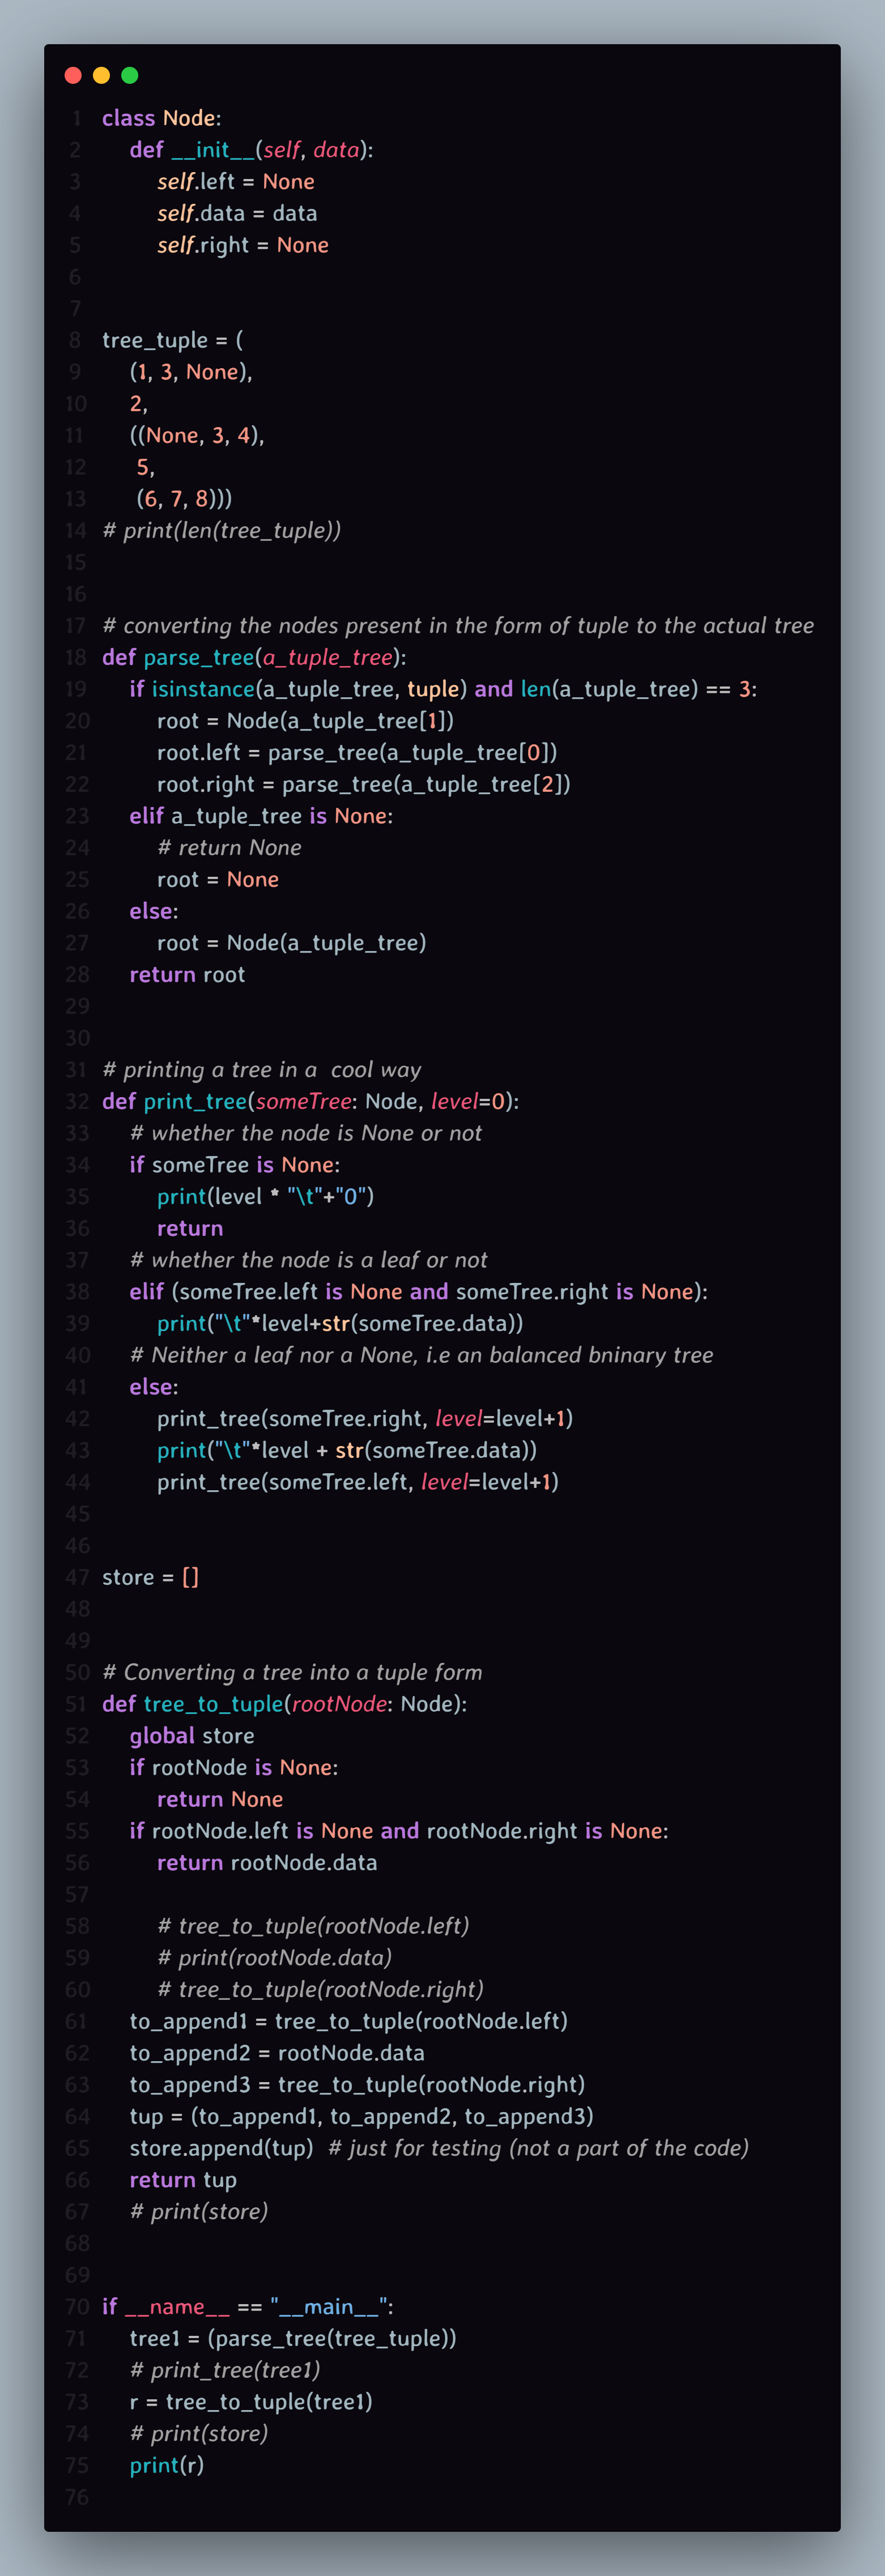 1 class Node:
2     def __init__(self, data):
3         self.left = None
4         self.data = data
5         self.right = None
6
7
8 tree_tuple = (
9     (1, 3, None),
10     2,
11     ((None, 3, 4),
12      5,
13      (6, 7, 8)))
14 # print(len(tree_tuple))
15
16
17 # converting the nodes present in the form of tuple to the actual tree
18 def parse_tree(a_tuple_tree):
19     if isinstance(a_tuple_tree, tuple) and len(a_tuple_tree) == 3:
20         root = Node(a_tuple_tree[1])
21         root.left = parse_tree(a_tuple_tree[0])
22         root.right = parse_tree(a_tuple_tree[2])
23     elif a_tuple_tree is None:
24         # return None
25         root = None
26     else:
27         root = Node(a_tuple_tree)
28     return root
29
30
31 # printing a tree in a  cool way
32 def print_tree(someTree: Node, level=0):
33     # whether the node is None or not
34     if someTree is None:
35         print(level * "\t"+"0")
36         return
37     # whether the node is a leaf or not
38     elif (someTree.left is None and someTree.right is None):
39         print("\t"*level+str(someTree.data))
40     # Neither a leaf nor a None, i.e an balanced bninary tree
41     else:
42         print_tree(someTree.right, level=level+1)
43         print("\t"*level + str(someTree.data))
44         print_tree(someTree.left, level=level+1)
45
46
47 store = []
48
49
50 # Converting a tree into a tuple form
51 def tree_to_tuple(rootNode: Node):
52     global store
53     if rootNode is None:
54         return None
55     if rootNode.left is None and rootNode.right is None:
56         return rootNode.data
57
58         # tree_to_tuple(rootNode.left)
59         # print(rootNode.data)
60         # tree_to_tuple(rootNode.right)
61     to_append1 = tree_to_tuple(rootNode.left)
62     to_append2 = rootNode.data
63     to_append3 = tree_to_tuple(rootNode.right)
64     tup = (to_append1, to_append2, to_append3)
65     store.append(tup)  # just for testing (not a part of the code)
66     return tup
67     # print(store)
68
69
70 if __name__ == "__main__":
71     tree1 = (parse_tree(tree_tuple))
72     # print_tree(tree1)
73     r = tree_to_tuple(tree1)
74     # print(store)
75     print(r)
76